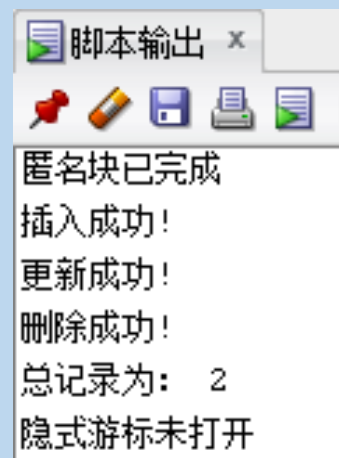 脚本输出 x
匿名块已完成
插入成功!
更新成功!
删除成功!
总记录为: 2
隐式游标未打开